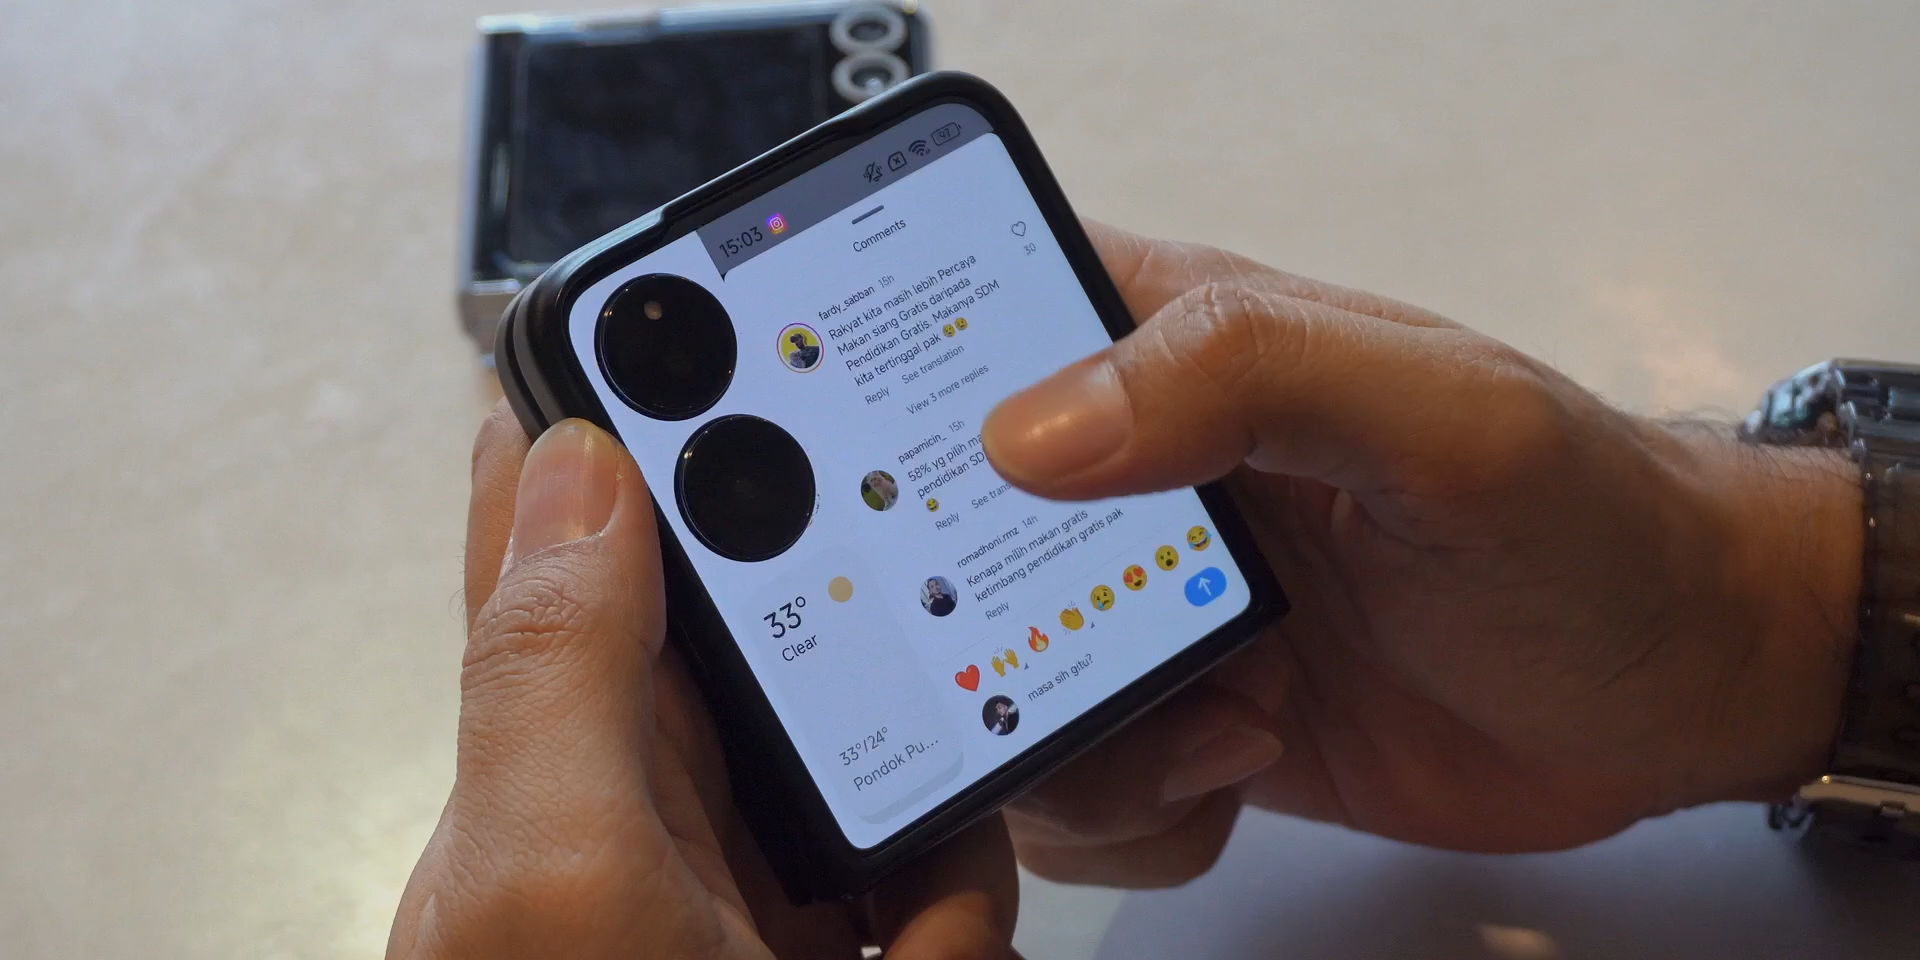 15:03
47
Comments
fardy_sabban 15h
Rakyat kita masih lebih Percaya
Makan siang Gratis daripada
Pendidikan Gratis. Makanya SDM
kita tertinggal pak 😢😢
30
Reply See translation
View 3 more replies
papamicin_ 15h
58% yg pilih
pendidikan
😂
Reply See
romadhoni.rmz 14h
Kenapa milih makan gratis
ketimbang pendidikan gratis pak
Reply
❤️🙌🔥👏😢😍😮😂
masa sih gitu?
33°
Clear
33°/24°
Pondok Pu...